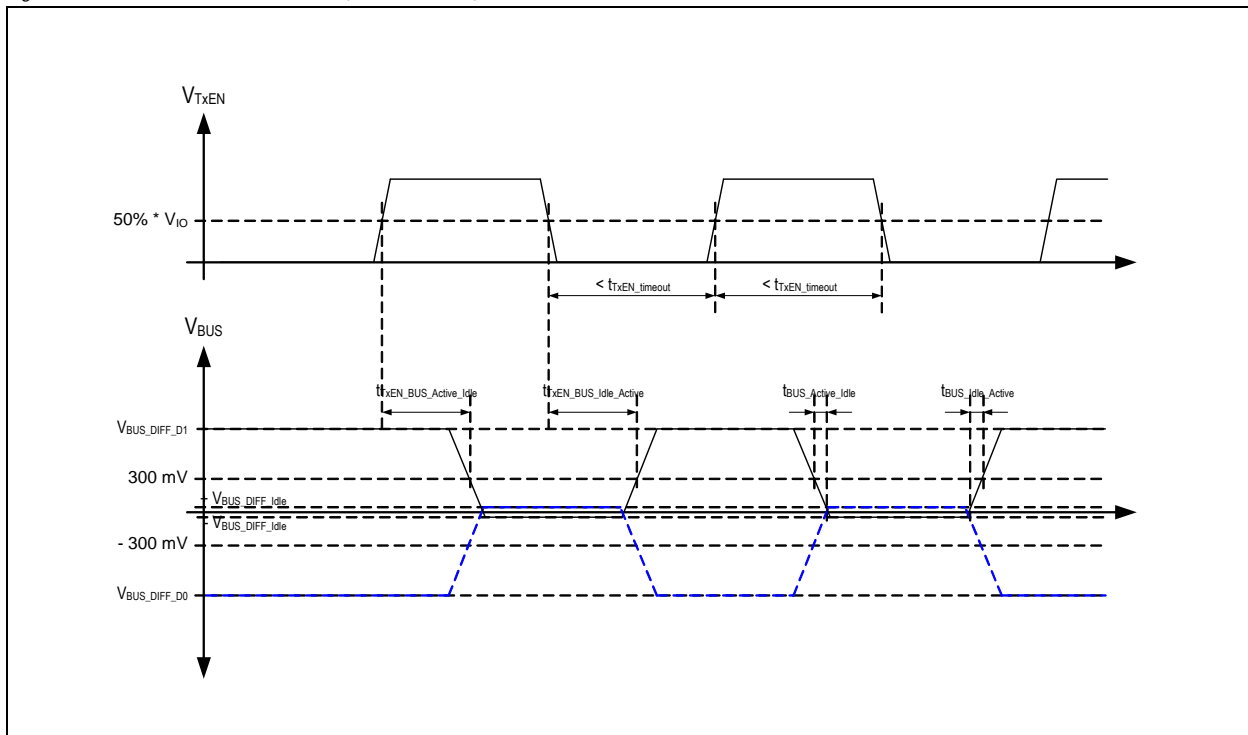 VTxEN
50% * VIO
< tTxEN_timeout
< tTxEN_timeout
VBUS
tTxEN_BUS_Active_Idle
tTxEN_BUS_Idle_Active
tBUS_Active_Idle
tBUS_Idle_Active
VBUS_DIFF_D1
300 mV
+ VBUS_DIFF_Idle
- VBUS_DIFF_Idle
- 300 mV
VBUS_DIFF_D0